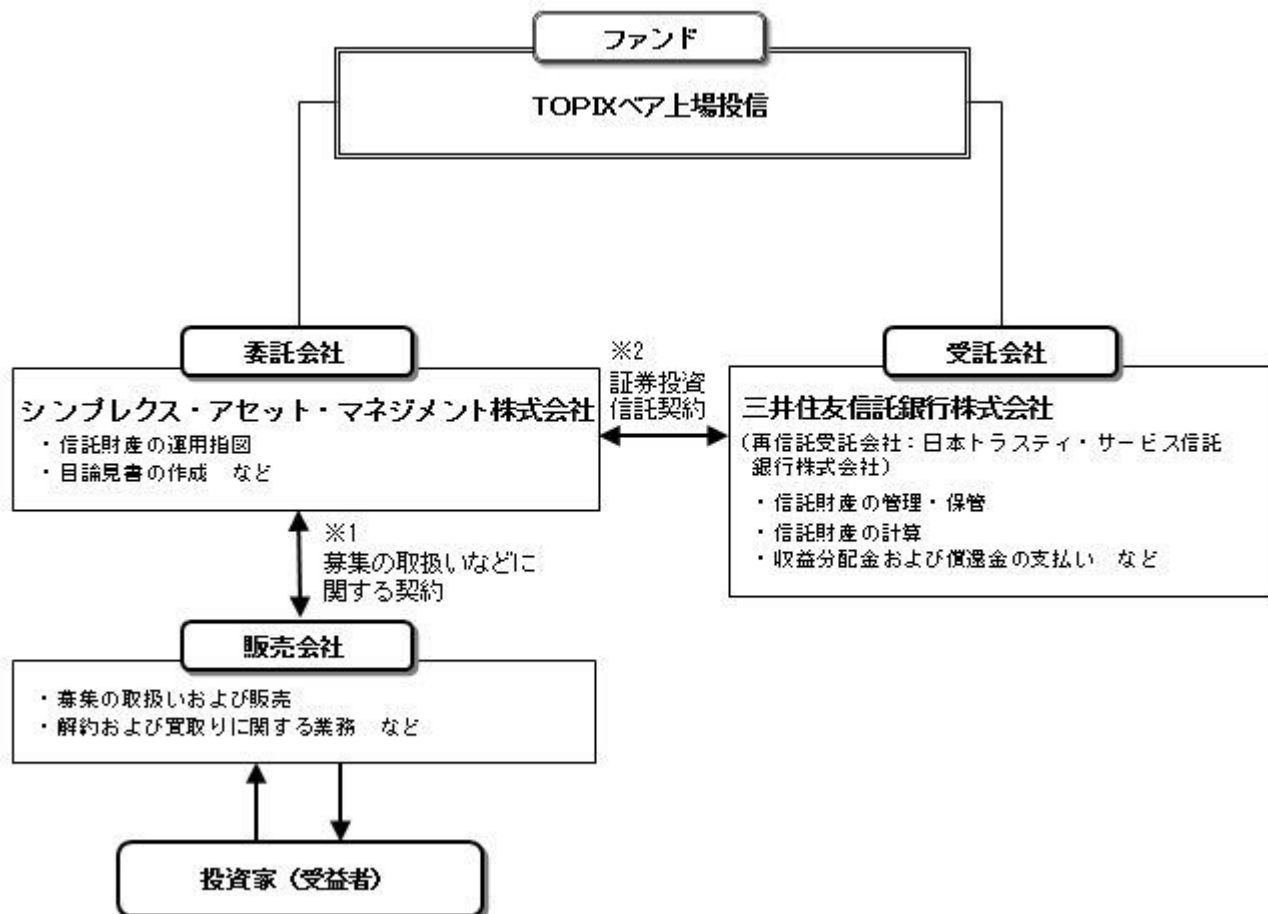 ファンド
TOPIXベア上場投信
委託会社
シンプレクス・アセット・マネジメント株式会社
・信託財産の運用指図
・目論見書の作成　など
※2
証券投資
信託契約
受託会社
三井住友信託銀行株式会社
(再信託受託会社：日本トラスティ・サービス信託
銀行株式会社)
・信託財産の管理・保管
・信託財産の計算
・収益分配金および償還金の支払い　など
※1
募集の取扱いなどに
関する契約
販売会社
・募集の取扱いおよび販売
・解約および買取りに関する業務　など
投資家（受益者）